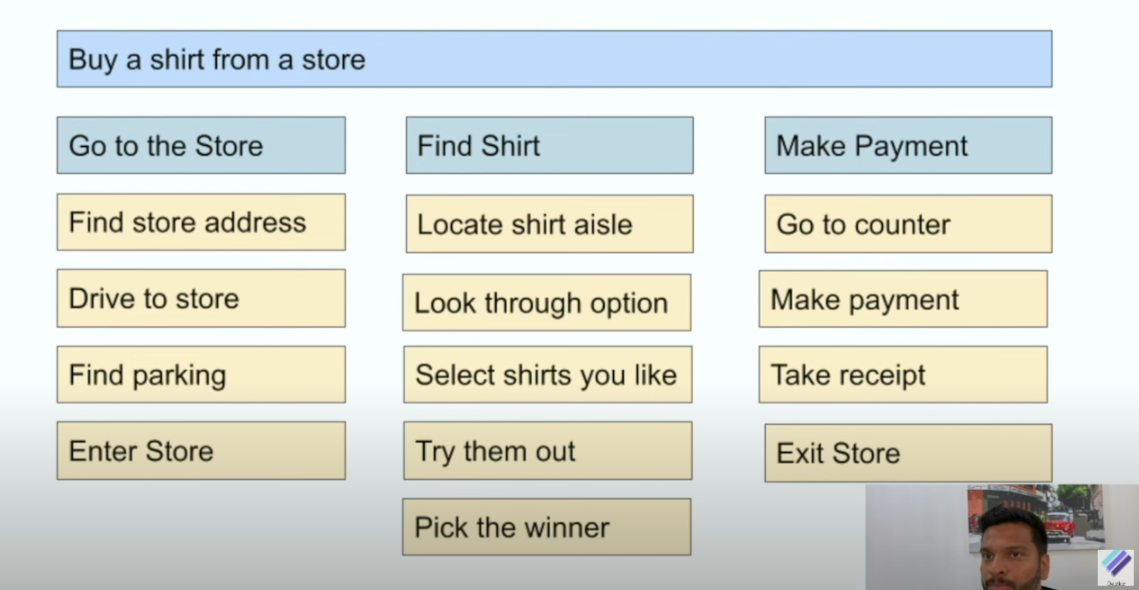 Buy a shirt from a store
Go to the Store
Find store address
Drive to store
Find parking
Enter Store
Find Shirt
Locate shirt aisle
Look through option
Select shirts you like
Try them out
Pick the winner
Make Payment
Go to counter
Make payment
Take receipt
Exit Store